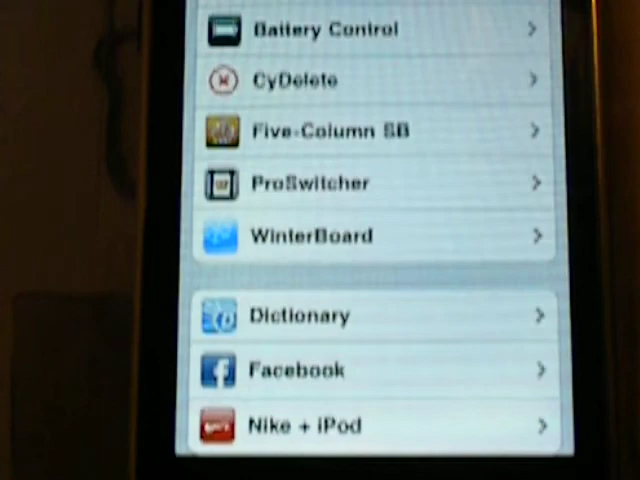 Battery Control
CyDelete
Five-Column SB
ProSwitcher
WinterBoard
Dictionary
Facebook
Nike + iPod